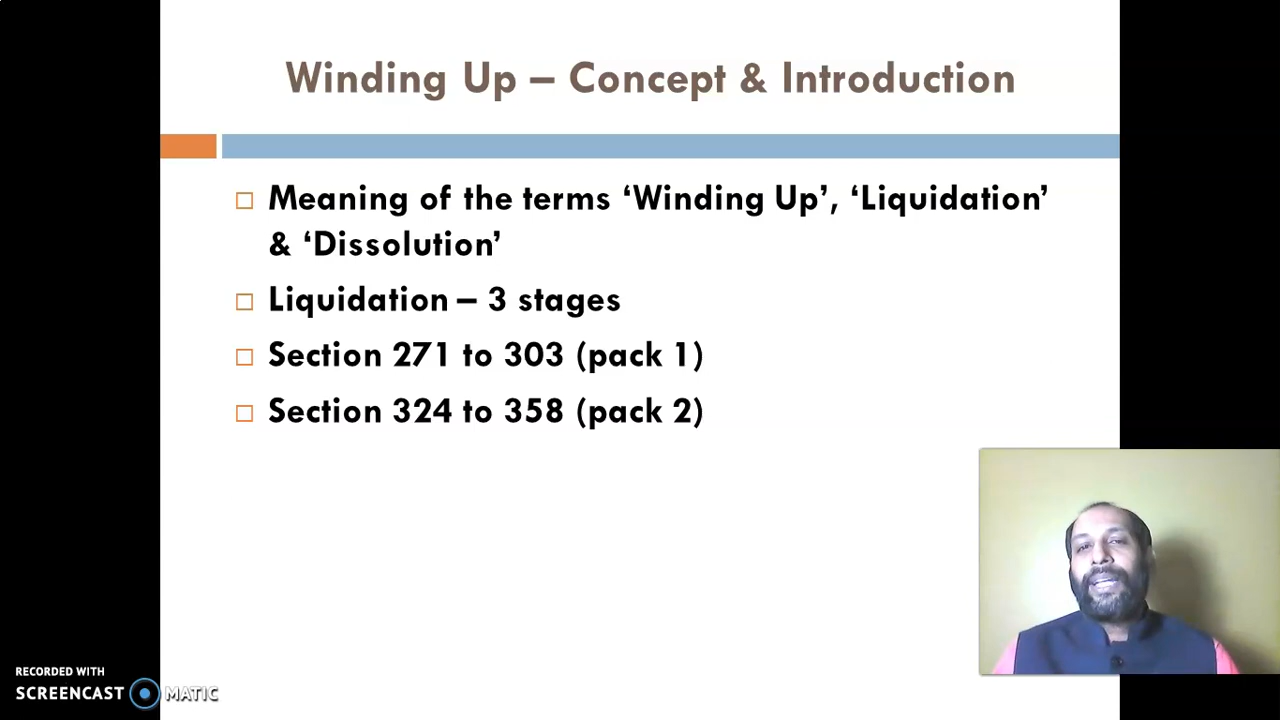 Winding Up – Concept & Introduction
Meaning of the terms ‘Winding Up’, ‘Liquidation’
& ‘Dissolution’
Liquidation – 3 stages
Section 271 to 303 (pack 1)
Section 324 to 358 (pack 2)
RECORDED WITH
SCREENCAST MATIC